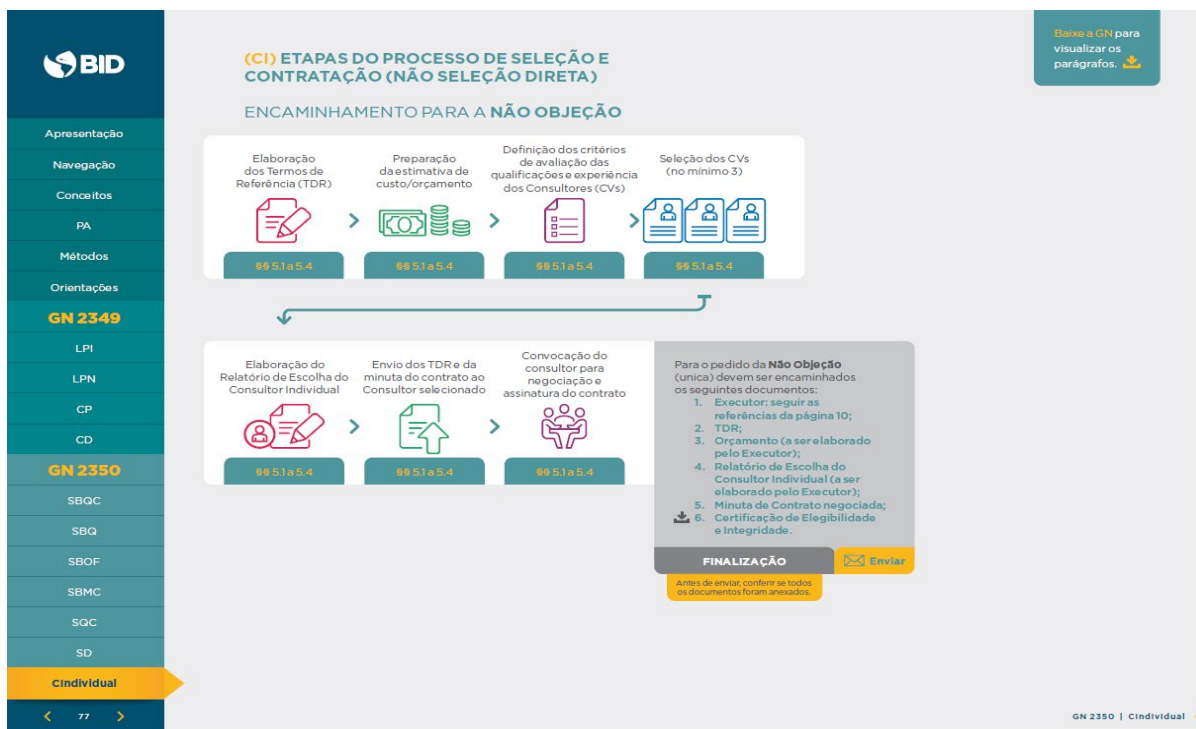 BID
Apresentação
Navegação
Conceitos
PA
Métodos
Orientações
GN 2349
LPI
LPN
CP
CD
GN 2350
SBQC
SBQ
SBOF
SBMC
SQC
SD
CIndividual
77
(CI) ETAPAS DO PROCESSO DE SELEÇÃO E
CONTRATAÇÃO (NÃO SELEÇÃO DIRETA)
ENCAMINHAMENTO PARA A NÃO OBJEÇÃO
Baixe a GN para
visualizar os
parágrafos.
Elaboração
dos Termos de
Referência (TDR)
§§ 5.1 a 5.4
Preparação
da estimativa de
custo/orçamento
§§ 5.1 a 5.4
Definição dos critérios
de avaliação das
qualificações e experiência
dos Consultores (CVs)
§§ 5.1 a 5.4
Seleção dos CVs
(no mínimo 3)
§§ 5.1 a 5.4
Elaboração do
Relatório de Escolha do
Consultor Individual
§§ 5.1 a 5.4
Envio dos TDR e da
minuta do contrato ao
Consultor selecionado
§§ 5.1 a 5.4
Convocação do
consultor para
negociação e
assinatura do contrato
§§ 5.1 a 5.4
Para o pedido da Não Objeção
(unica) devem ser encaminhados
os seguintes documentos:
1. Executor: seguir as
referências da página 10;
2. TDR;
3. Orçamento (a ser elaborado
pelo Executor);
4. Relatório de Escolha do
Consultor Individual (a ser
elaborado pelo Executor);
5. Minuta de Contrato negociada;
6. Certificação de Elegibilidade
e Integridade.
FINALIZAÇÃO
Enviar
Antes de enviar, conferir se todos
os documentos foram anexados.
GN 2350 | CIndividual